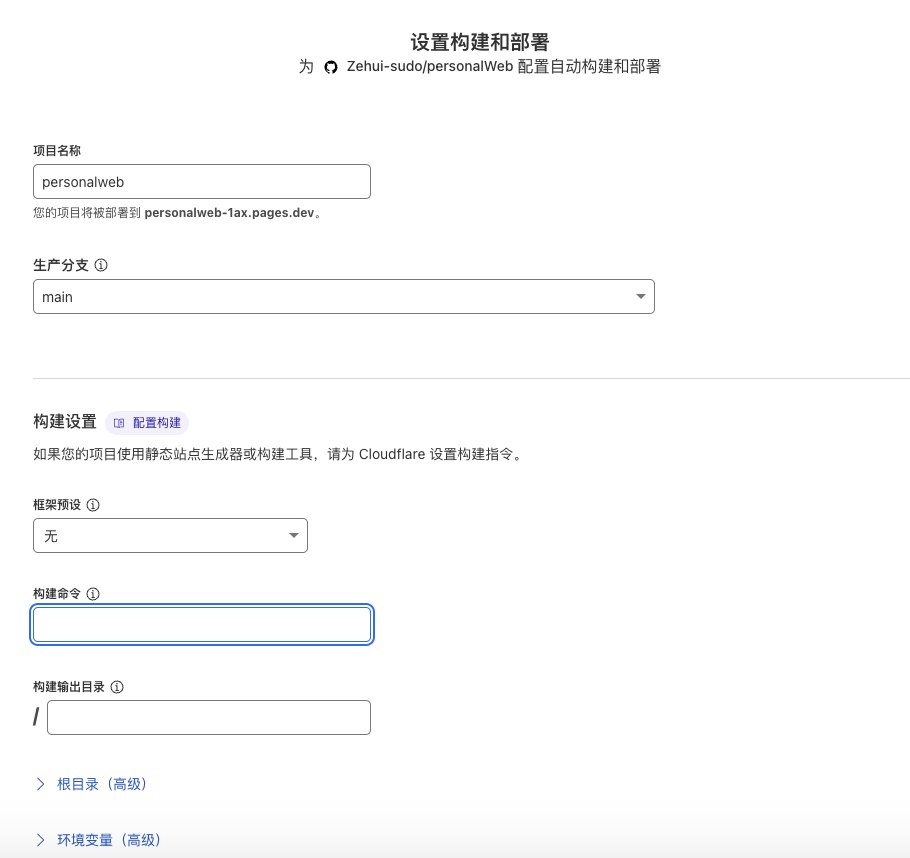 设置构建和部署
为 Zehui-sudo/personalWeb 配置自动构建和部署
项目名称
personalweb
您的项目将被部署到 personalweb-1ax.pages.dev。
生产分支
main
构建设置 配置构建
如果您的项目使用静态站点生成器或构建工具，请为 Cloudflare 设置构建指令。
框架预设
无
构建命令
构建输出目录
/
根目录（高级）
环境变量（高级）